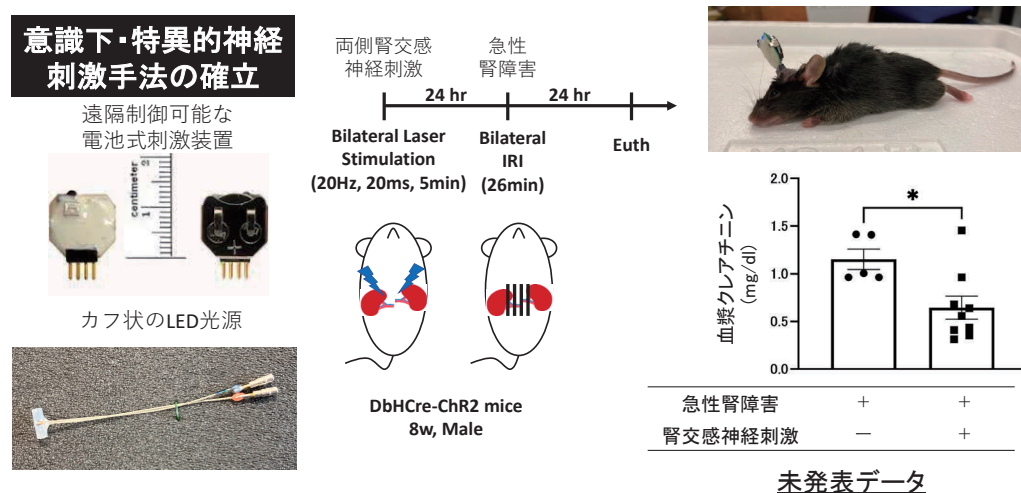 意識下・特異的神経
刺激手法の確立
遠隔制御可能な
電池式刺激装置
centimeter
1
2
+
カフ状のLED光源
両側腎交感
神経刺激
急性
腎障害
24 hr
24 hr
Bilateral Laser
Stimulation
(20Hz, 20ms, 5min)
Bilateral
IRI
(26min)
Euth
DbHCre-ChR2 mice
8w, Male
血漿クレアチニン
(mg/dl)
2.0
1.5
1.0
0.5
0.0
*
急性腎障害 + +
腎交感神経刺激 − +
未発表データ